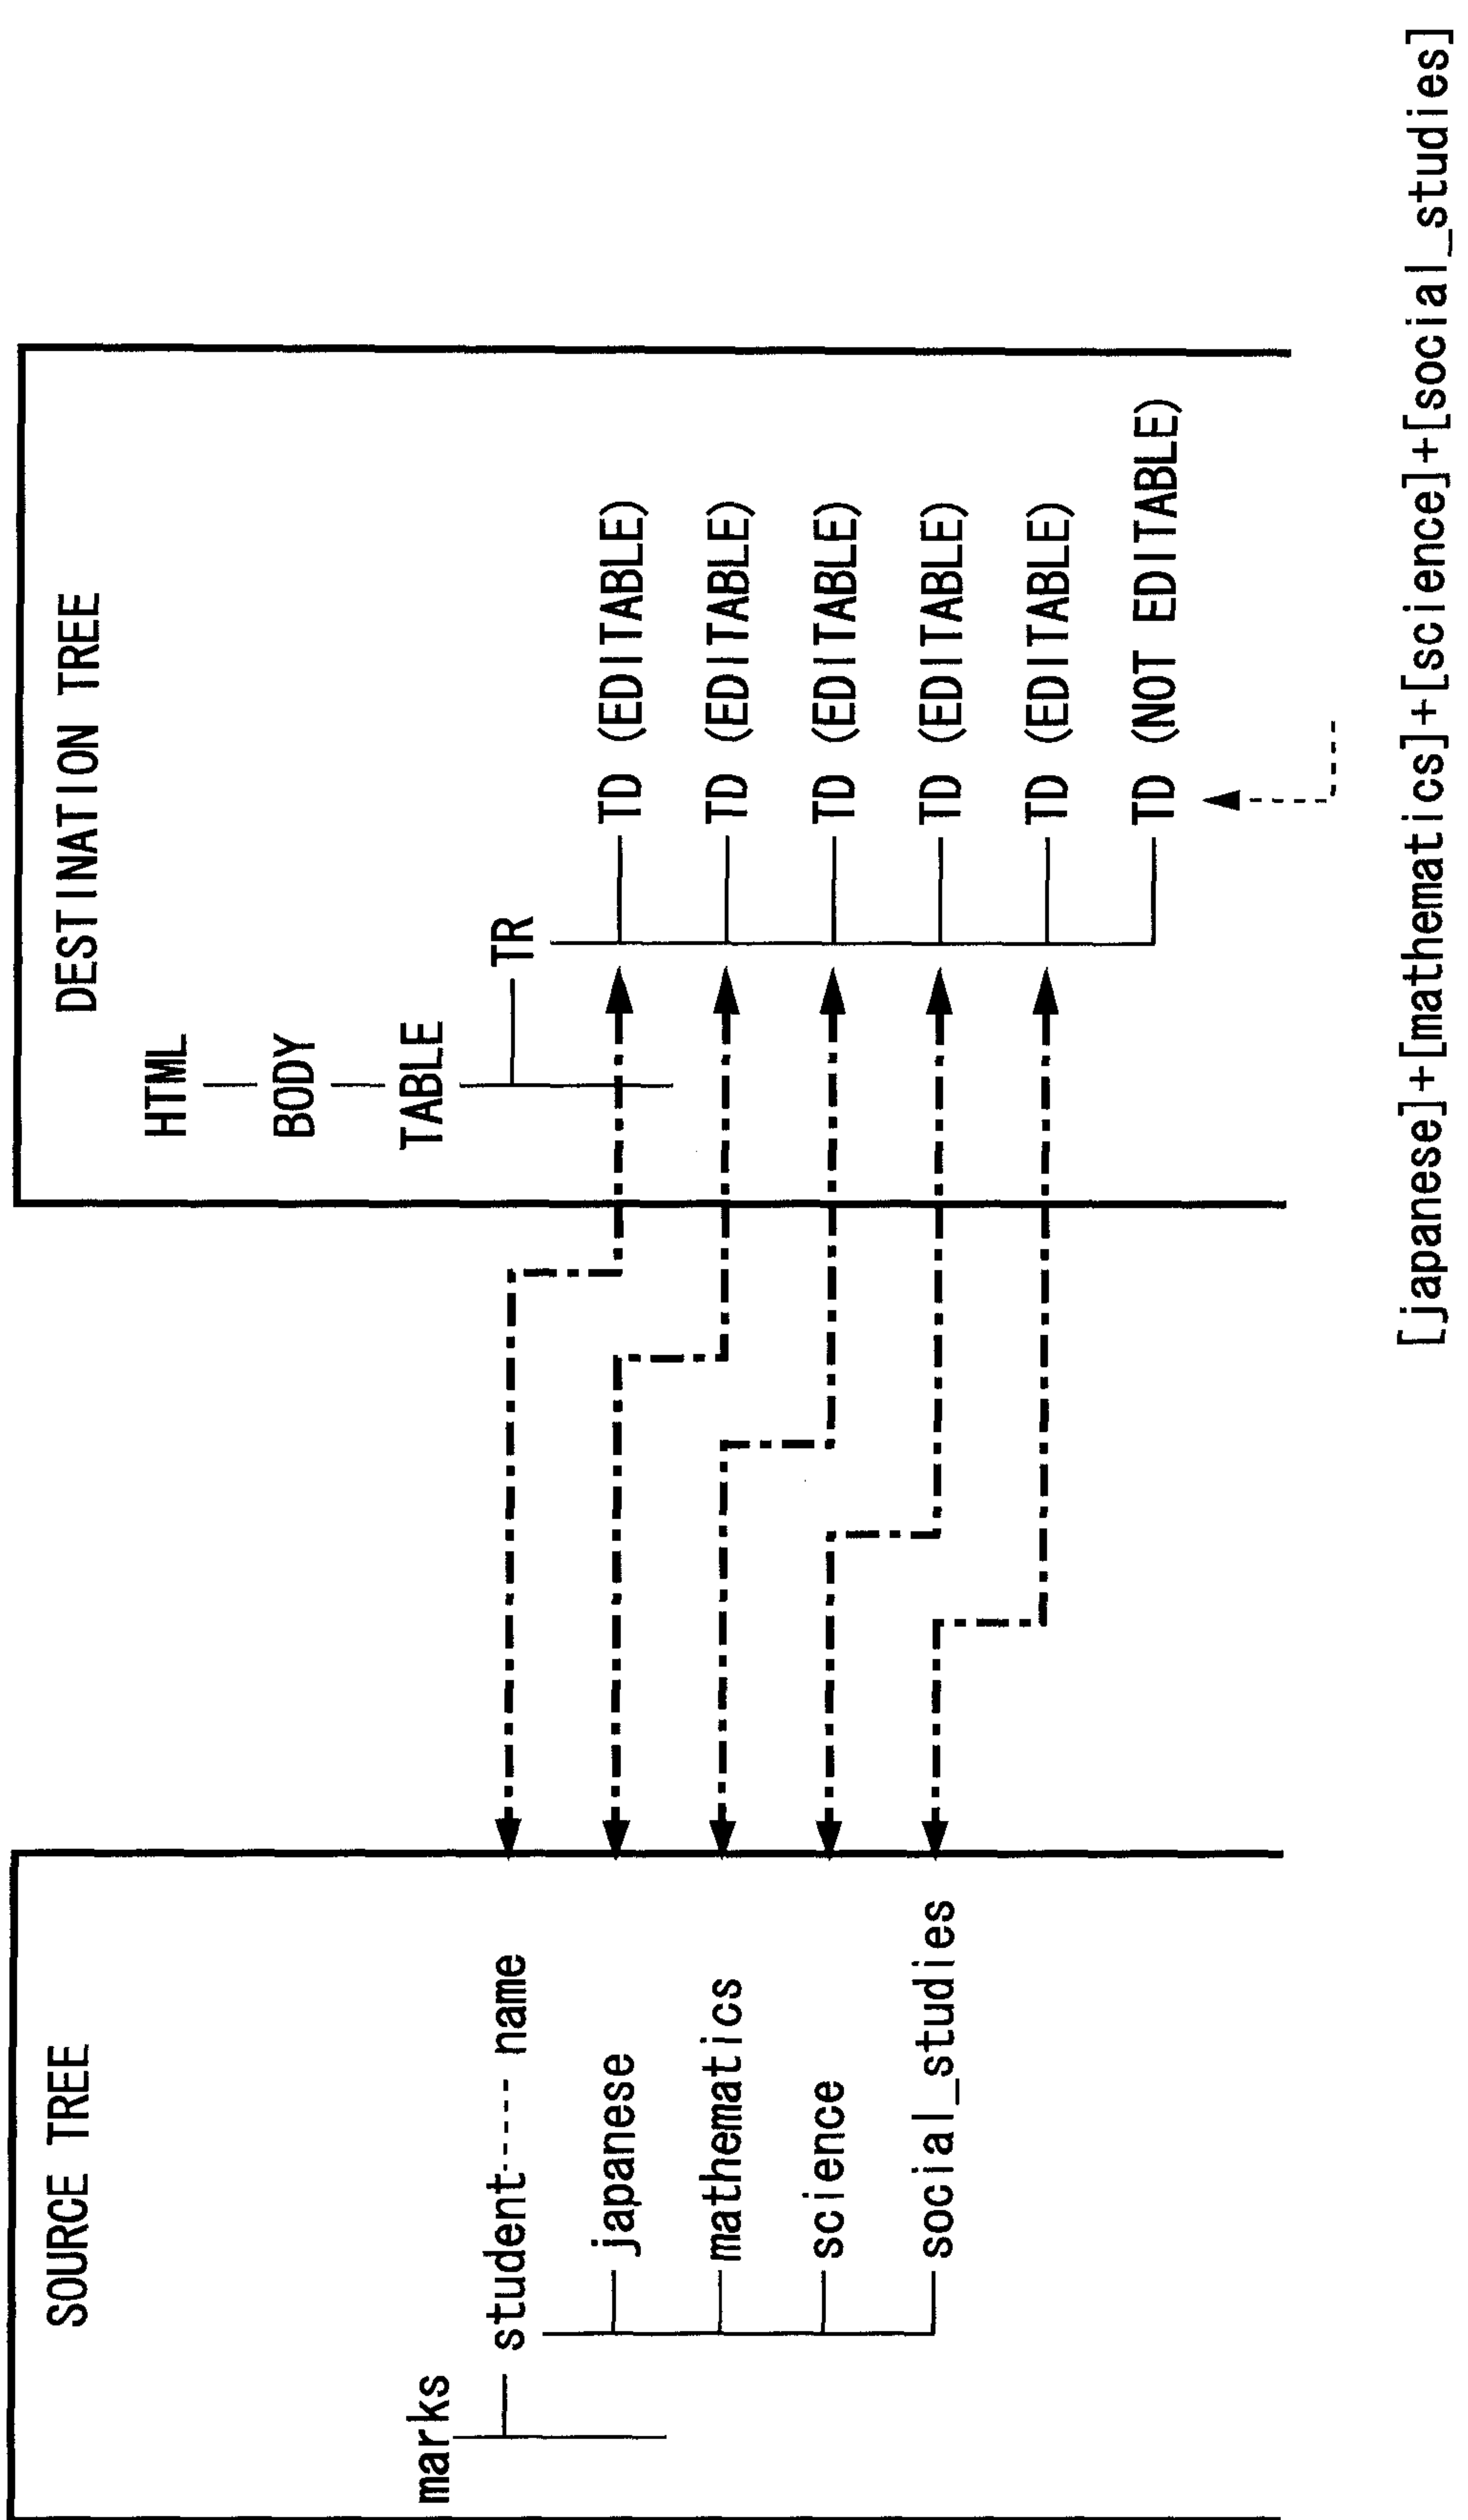 SOURCE TREE
marks
student name
japanese
mathematics
science
social_studies
DESTINATION TREE
HTML
BODY
TABLE
TR
TD (EDITABLE)
TD (EDITABLE)
TD (EDITABLE)
TD (EDITABLE)
TD (EDITABLE)
TD (NOT EDITABLE)
[japanese]+[mathematics]+[science]+[social_studies]